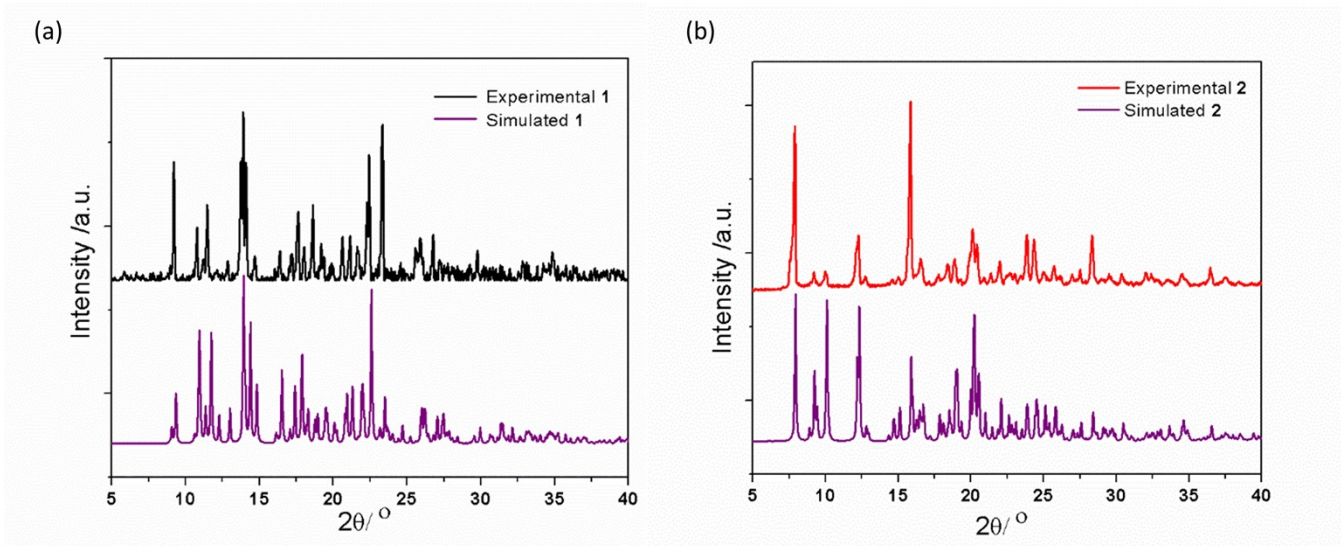 (a)
Experimental 1
Simulated 1
Intensity /a.u.
5 10 15 20 25 30 35 40
2θ/ °
(b)
Experimental 2
Simulated 2
Intensity /a.u.
5 10 15 20 25 30 35 40
2θ/ °